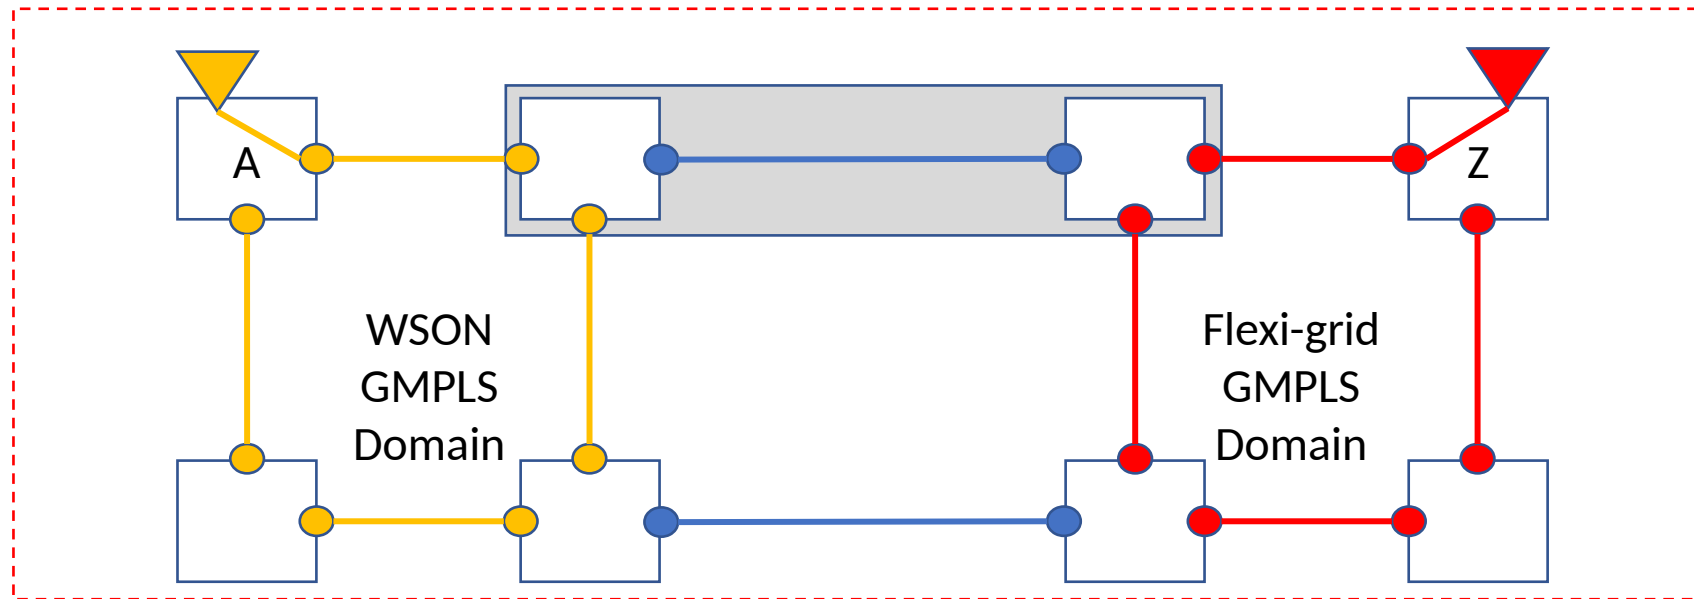 A
Z
WSON
GMPLS
Domain
Flexi-grid
GMPLS
Domain